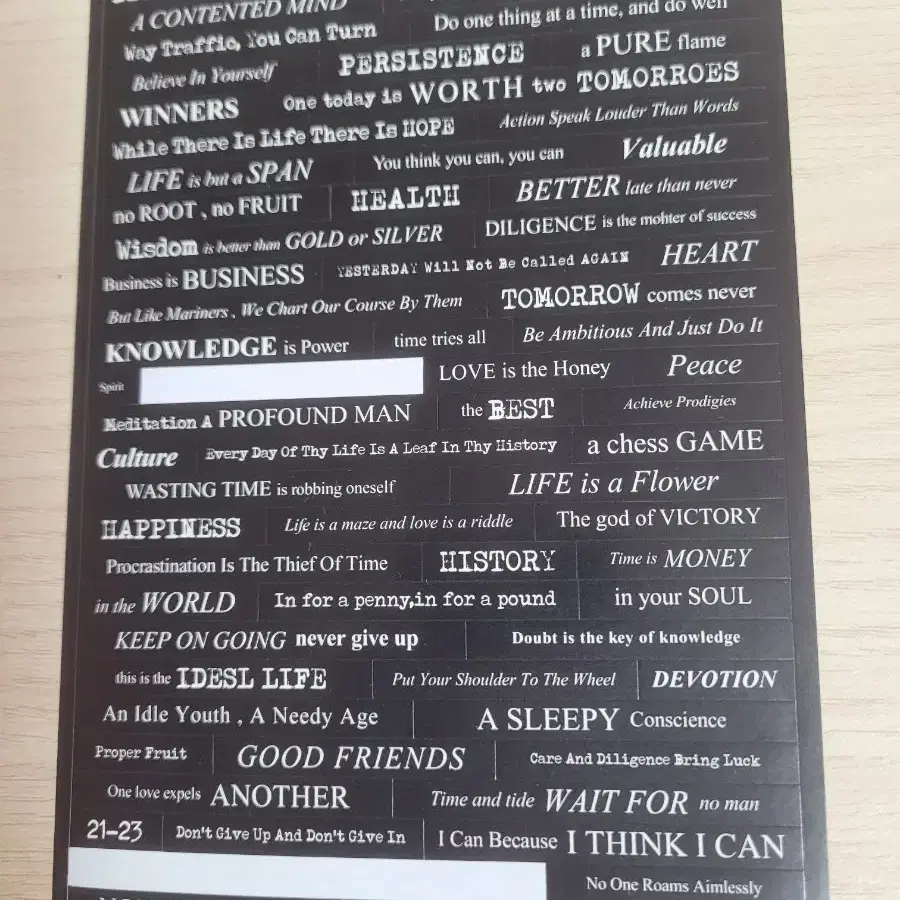 A CONTENTED MIND Do one thing at a time, and do well
Way Traffic, You Can Turn
Believe In Yourself PERSISTENCE a PURE flame
WINNERS One today is WORTH two TOMORROES
While There Is Life There Is HOPE Action Speak Louder Than Words
LIFE is but a SPAN You think you can, you can Valuable
no ROOT , no FRUIT HEALTH BETTER late than never
Wisdom is better than GOLD or SILVER DILIGENCE is the mohter of success
Business is BUSINESS YESTERDAY Will Not Be Called AGAIN HEART
But Like Mariners , We Chart Our Course By Them TOMORROW comes never
KNOWLEDGE is Power time tries all Be Ambitious And Just Do It
Spirit LOVE is the Honey Peace
Meditation A PROFOUND MAN the BEST Achieve Prodigies
Culture Every Day Of Thy Life Is A Leaf In Thy History a chess GAME
WASTING TIME is robbing oneself LIFE is a Flower
HAPPINESS Life is a maze and love is a riddle The god of VICTORY
Procrastination Is The Thief Of Time HISTORY Time is MONEY
in the WORLD In for a penny,in for a pound in your SOUL
KEEP ON GOING never give up Doubt is the key of knowledge
this is the IDESL LIFE Put Your Shoulder To The Wheel DEVOTION
An Idle Youth , A Needy Age A SLEEPY Conscience
Proper Fruit GOOD FRIENDS Care And Diligence Bring Luck
One love expels ANOTHER Time and tide WAIT FOR no man
21-23 Don't Give Up And Don't Give In I Can Because I THINK I CAN
No One Roams Aimlessly